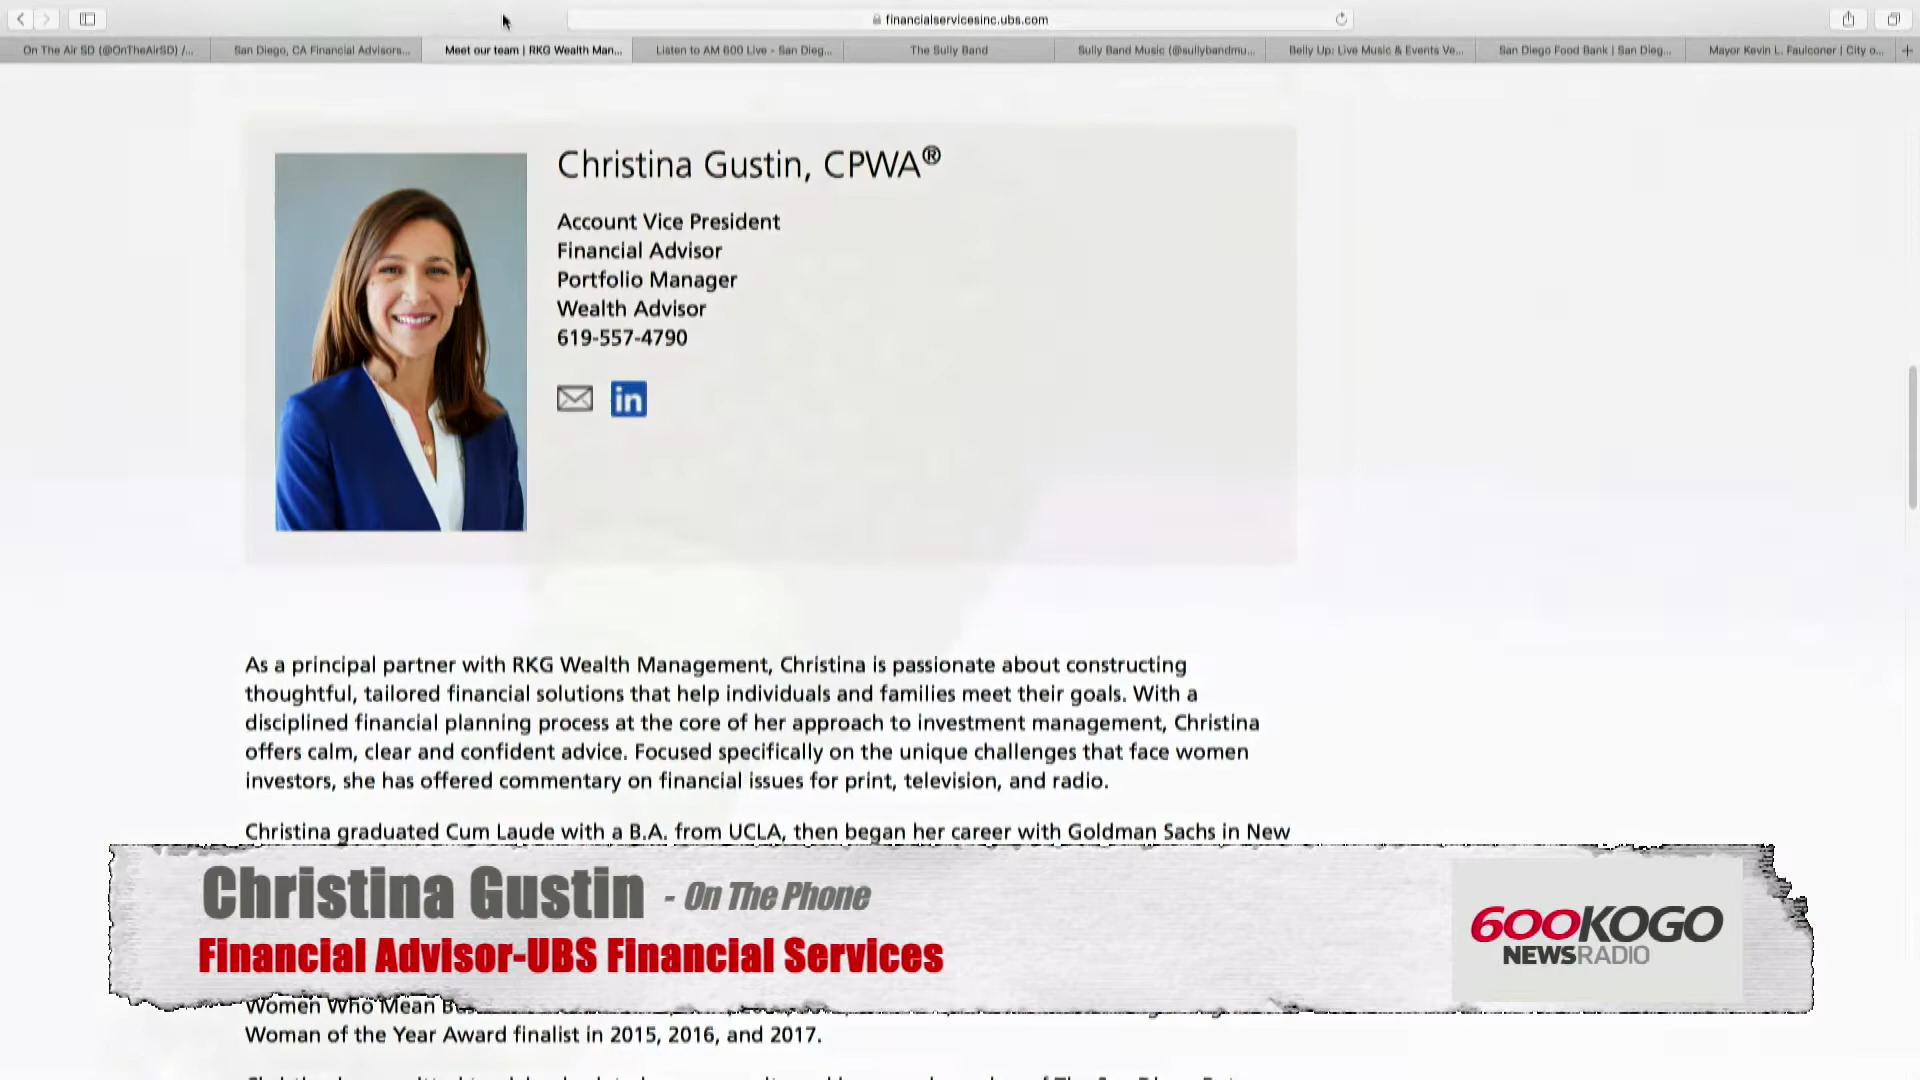 financialservicesinc.ubs.com
On The Air SD (@OnTheAirSD) /...
San Diego, CA Financial Advisors...
Meet our team | RKG Wealth Man...
Listen to AM 600 Live - San Dieg...
The Sully Band
Sully Band Music (@sullybandmu...
Belly Up: Live Music & Events Ve...
San Diego Food Bank | San Dieg...
Mayor Kevin L. Faulconer | City o...
Christina Gustin, CPWA®
Account Vice President
Financial Advisor
Portfolio Manager
Wealth Advisor
619-557-4790
in
As a principal partner with RKG Wealth Management, Christina is passionate about constructing
thoughtful, tailored financial solutions that help individuals and families meet their goals. With a
disciplined financial planning process at the core of her approach to investment management, Christina
offers calm, clear and confident advice. Focused specifically on the unique challenges that face women
investors, she has offered commentary on financial issues for print, television, and radio.
Christina graduated Cum Laude with a B.A. from UCLA, then began her career with Goldman Sachs in New
Christina Gustin - On The Phone
Financial Advisor-UBS Financial Services
600KOGO
NEWSRADIO
Women Who Mean
Woman of the Year Award finalist in 2015, 2016, and 2017.